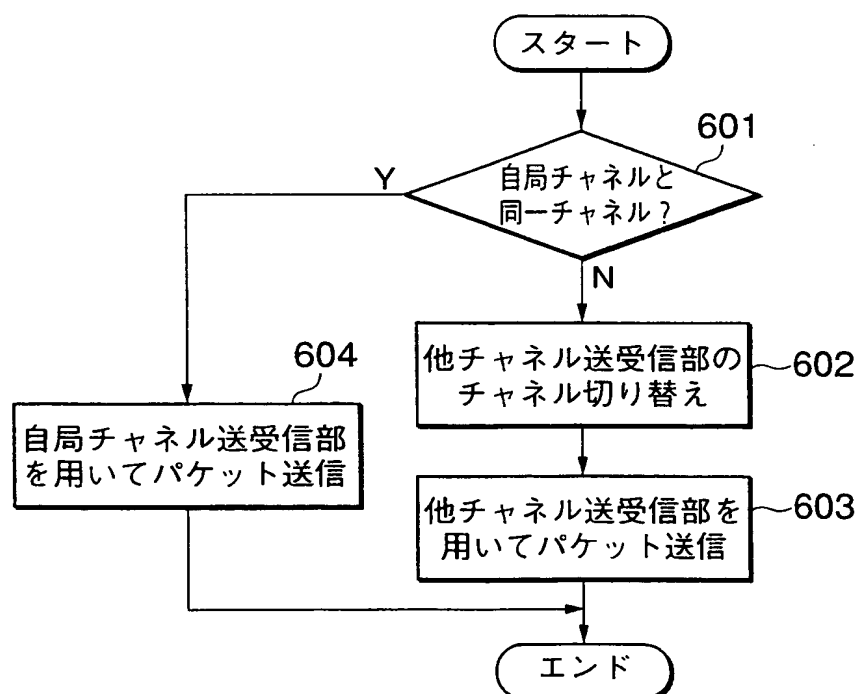 スタート
601
自局チャネルと
同一チャネル？
Y
N
他チャネル送受信部の
チャネル切り替え
602
604
自局チャネル送受信部
を用いてパケット送信
他チャネル送受信部を
用いてパケット送信
603
エンド